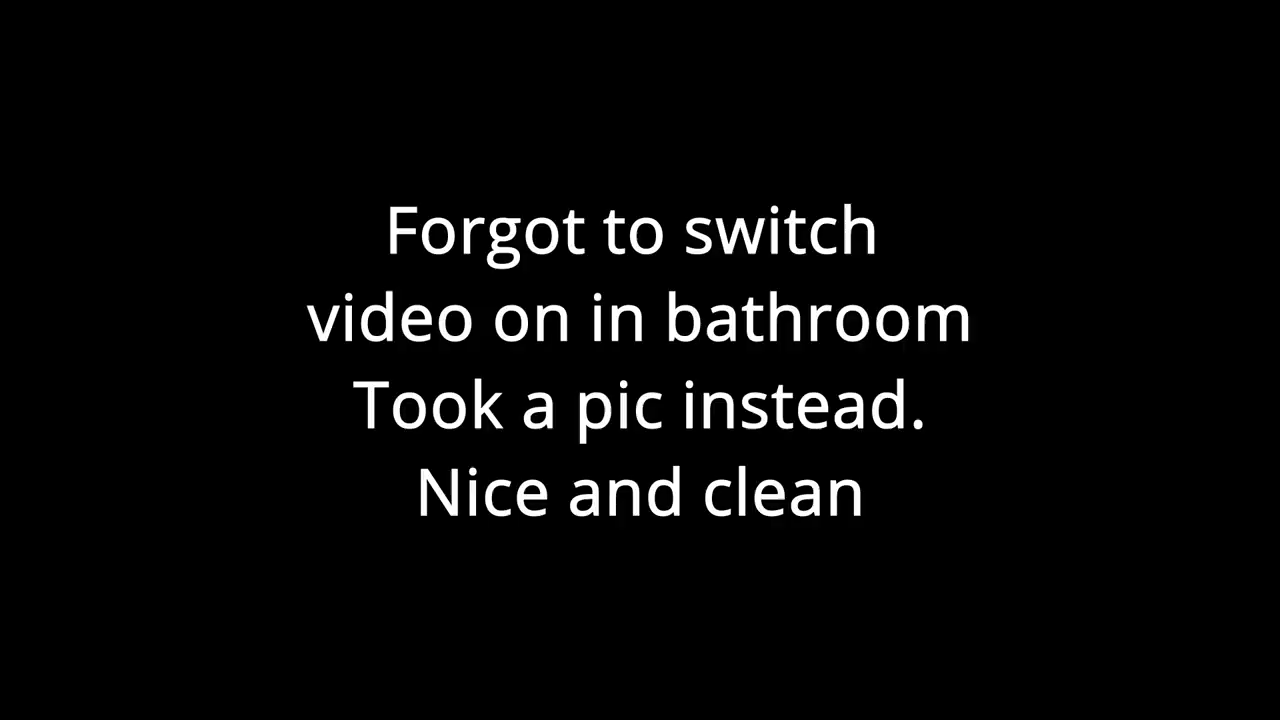 Forgot to switch
video on in bathroom
Took a pic instead.
Nice and clean